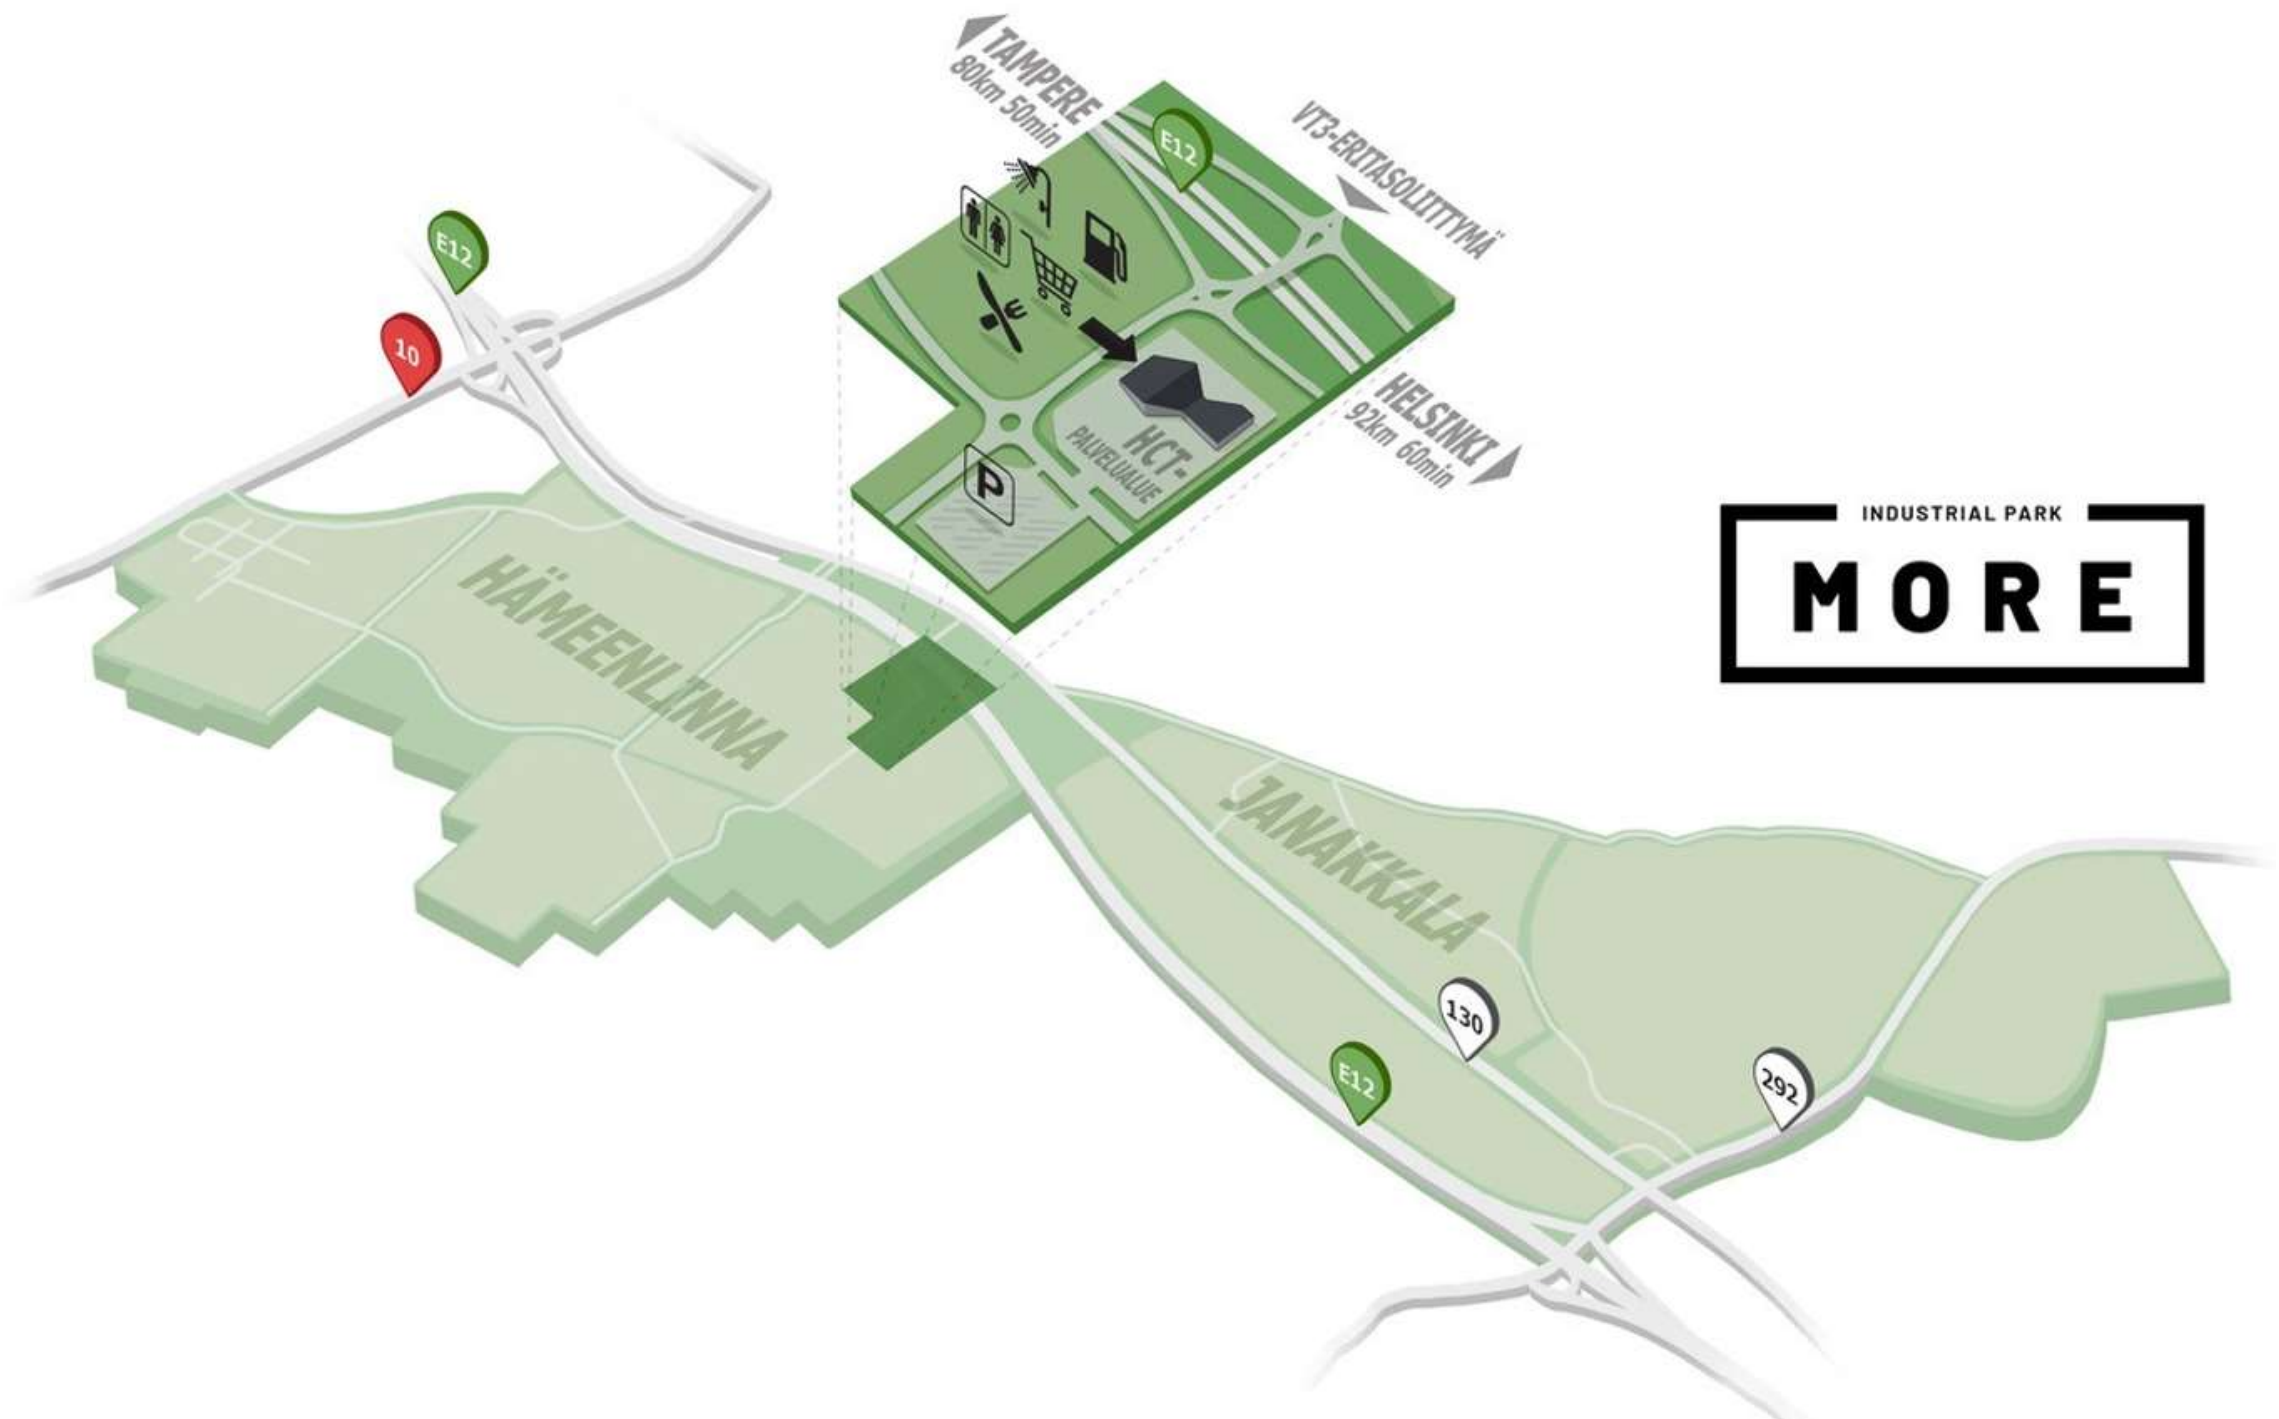 TAMPERE
80km 50min
E12
VT3-ERITASOLIITTYMÄ
E12
10
HELSINKI
92km 60min
HCT-
PALVELUALUE
P
INDUSTRIAL PARK
MORE
HÄMEENLINNA
JANAKKALA
130
E12
292